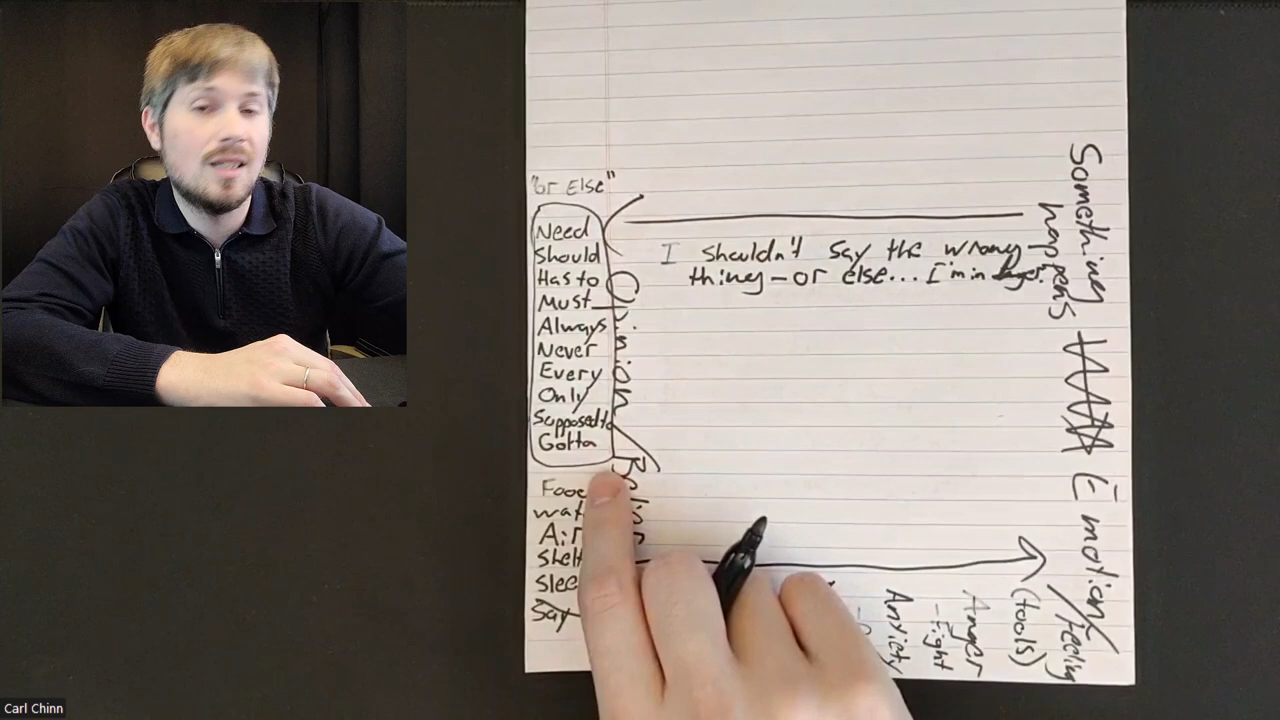 "or Else"
Need
Should
Has to
Must
Always
Never
Every
Only
Supposed to
Gotta
Food
A:r
Say
Opinion
I shouldn't say the wrong
thing - or else... I'm in
Something
happens
Emotion/
feeling
(tools)
Anger
- Fight
Anxiety
Carl Chinn